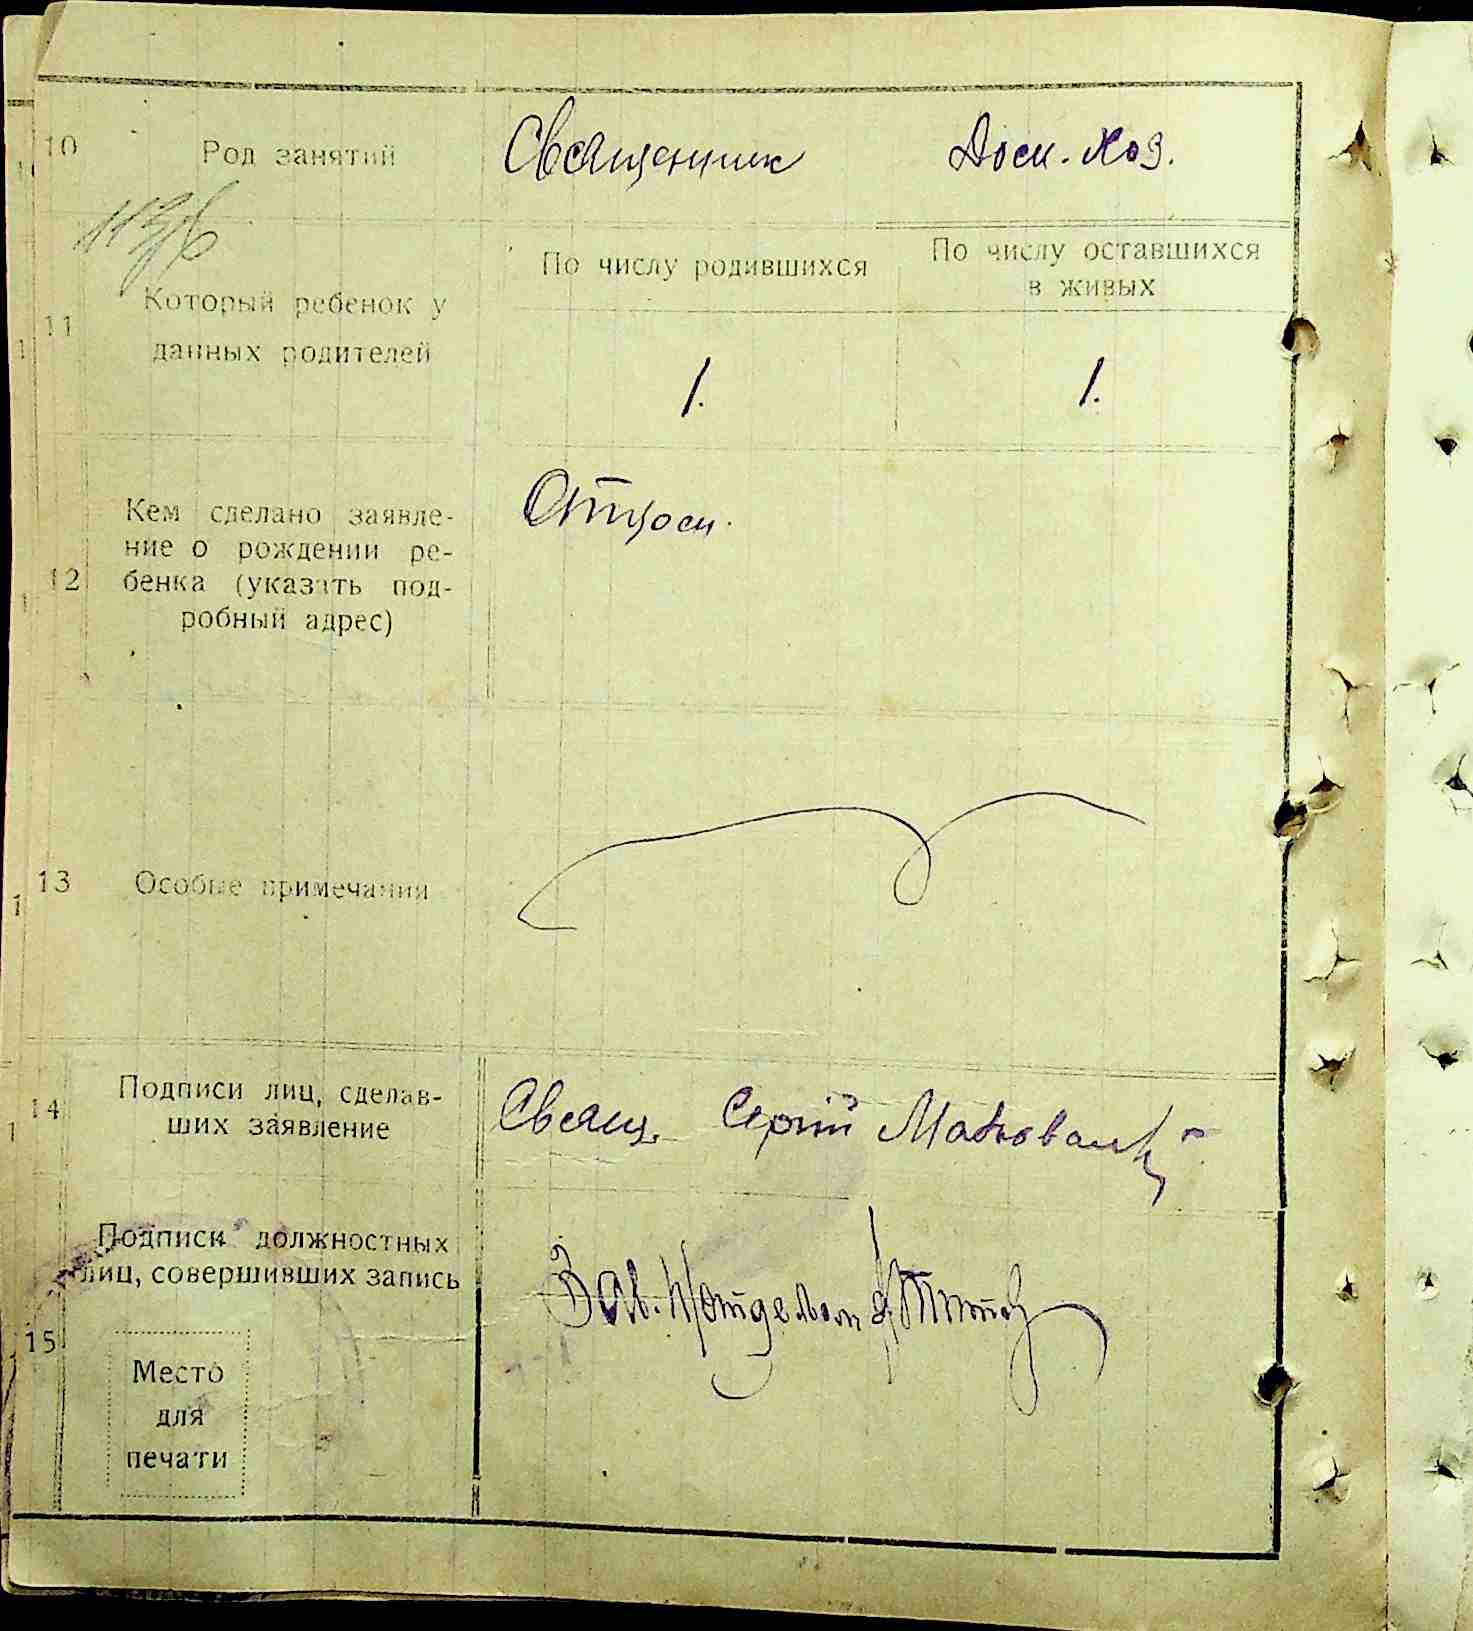 10 Род занятий Священник Дом. хоз.
По числу родившихся По числу оставшихся
в живых
11 Который ребенок у
данных родителей
1. 1.
Кем сделано заявле-
ние о рождении ре-
12 бенка (указать под-
робный адрес)
Отцом.
13 Особые примечания
14 Подписи лиц, сделав-
ших заявление
Свящ. Сергій
Подписи должностных
лиц, совершивших запись
Зав.
15
Место
для
печати